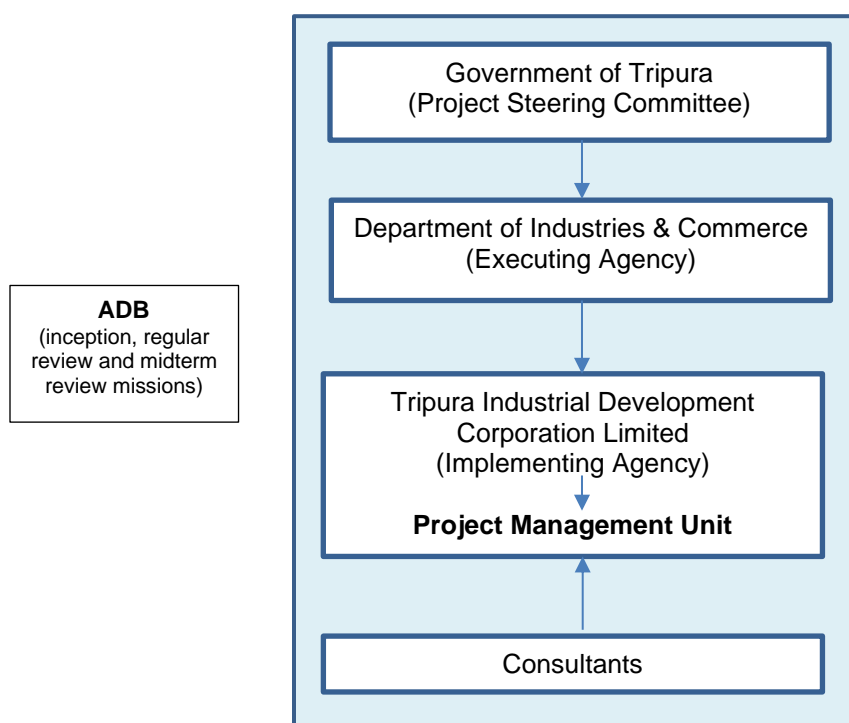 Government of Tripura
(Project Steering Committee)
Department of Industries & Commerce
(Executing Agency)
ADB
(inception, regular
review and midterm
review missions)
Tripura Industrial Development
Corporation Limited
(Implementing Agency)
Project Management Unit
Consultants